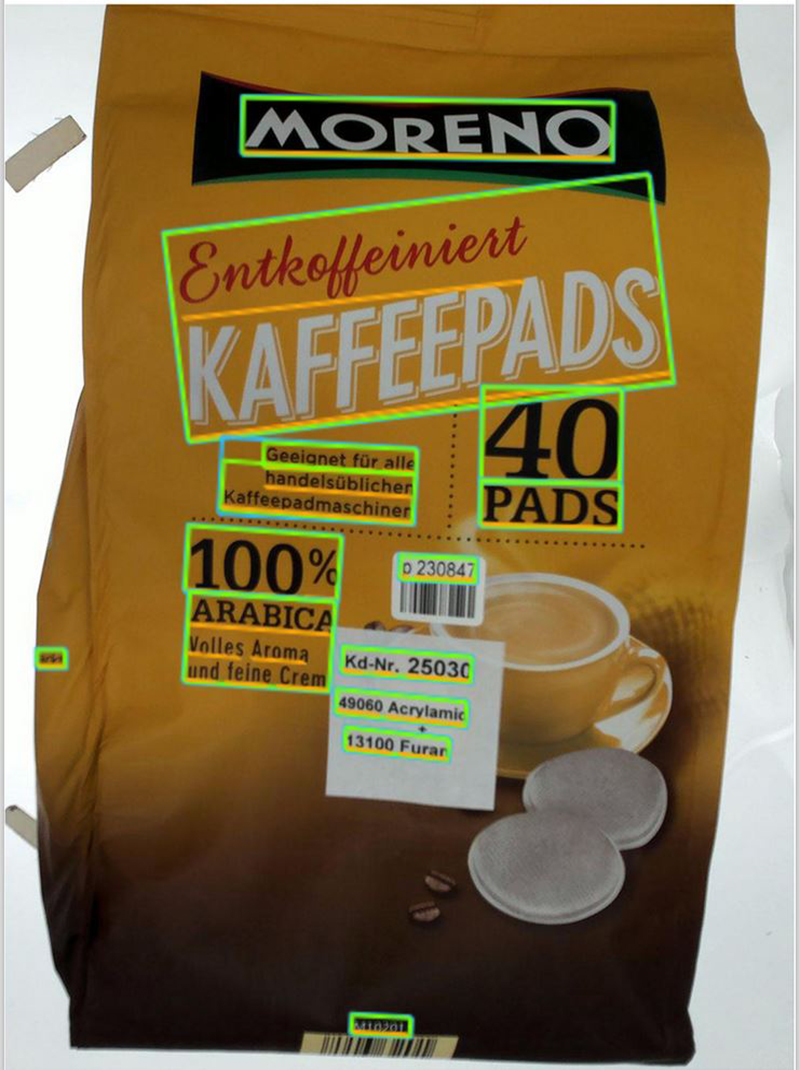 MORENO
Entkoffeiniert
KAFFEEPADS
40
PADS
Geeignet für alle
handelsüblichen
Kaffeepadmaschinen
100%
ARABICA
Volles Aroma
und feine Crem
p 230847
Kd-Nr. 25030
49060 Acrylamid
+
13100 Furan